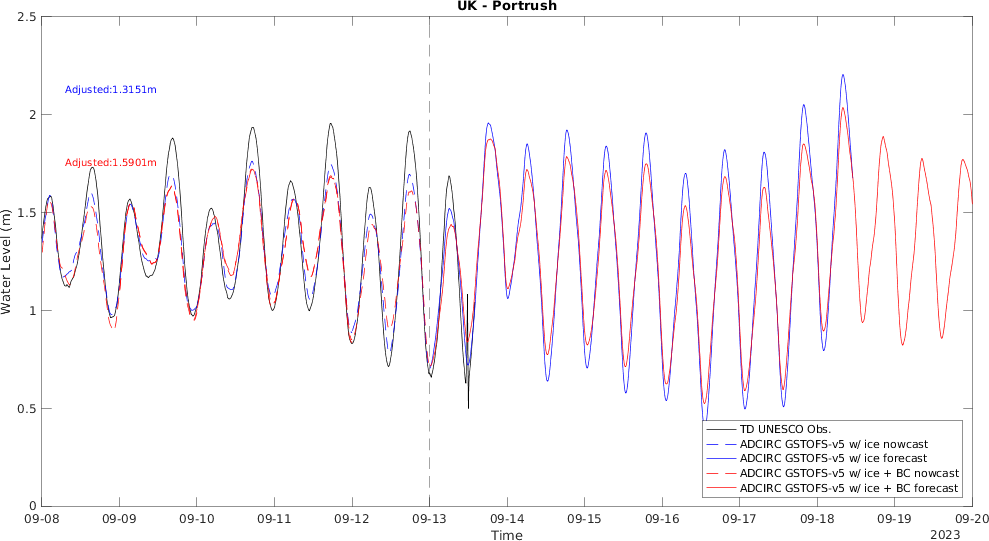 UK - Portrush
2.5
2
1.5
1
0.5
0
Water Level (m)
Adjusted:1.3151m
Adjusted:1.5901m
TD UNESCO Obs.
ADCIRC GSTOFS-v5 w/ ice nowcast
ADCIRC GSTOFS-v5 w/ ice forecast
ADCIRC GSTOFS-v5 w/ ice + BC nowcast
ADCIRC GSTOFS-v5 w/ ice + BC forecast
09-08 09-09 09-10 09-11 09-12 09-13 09-14 09-15 09-16 09-17 09-18 09-19 09-20
Time
2023